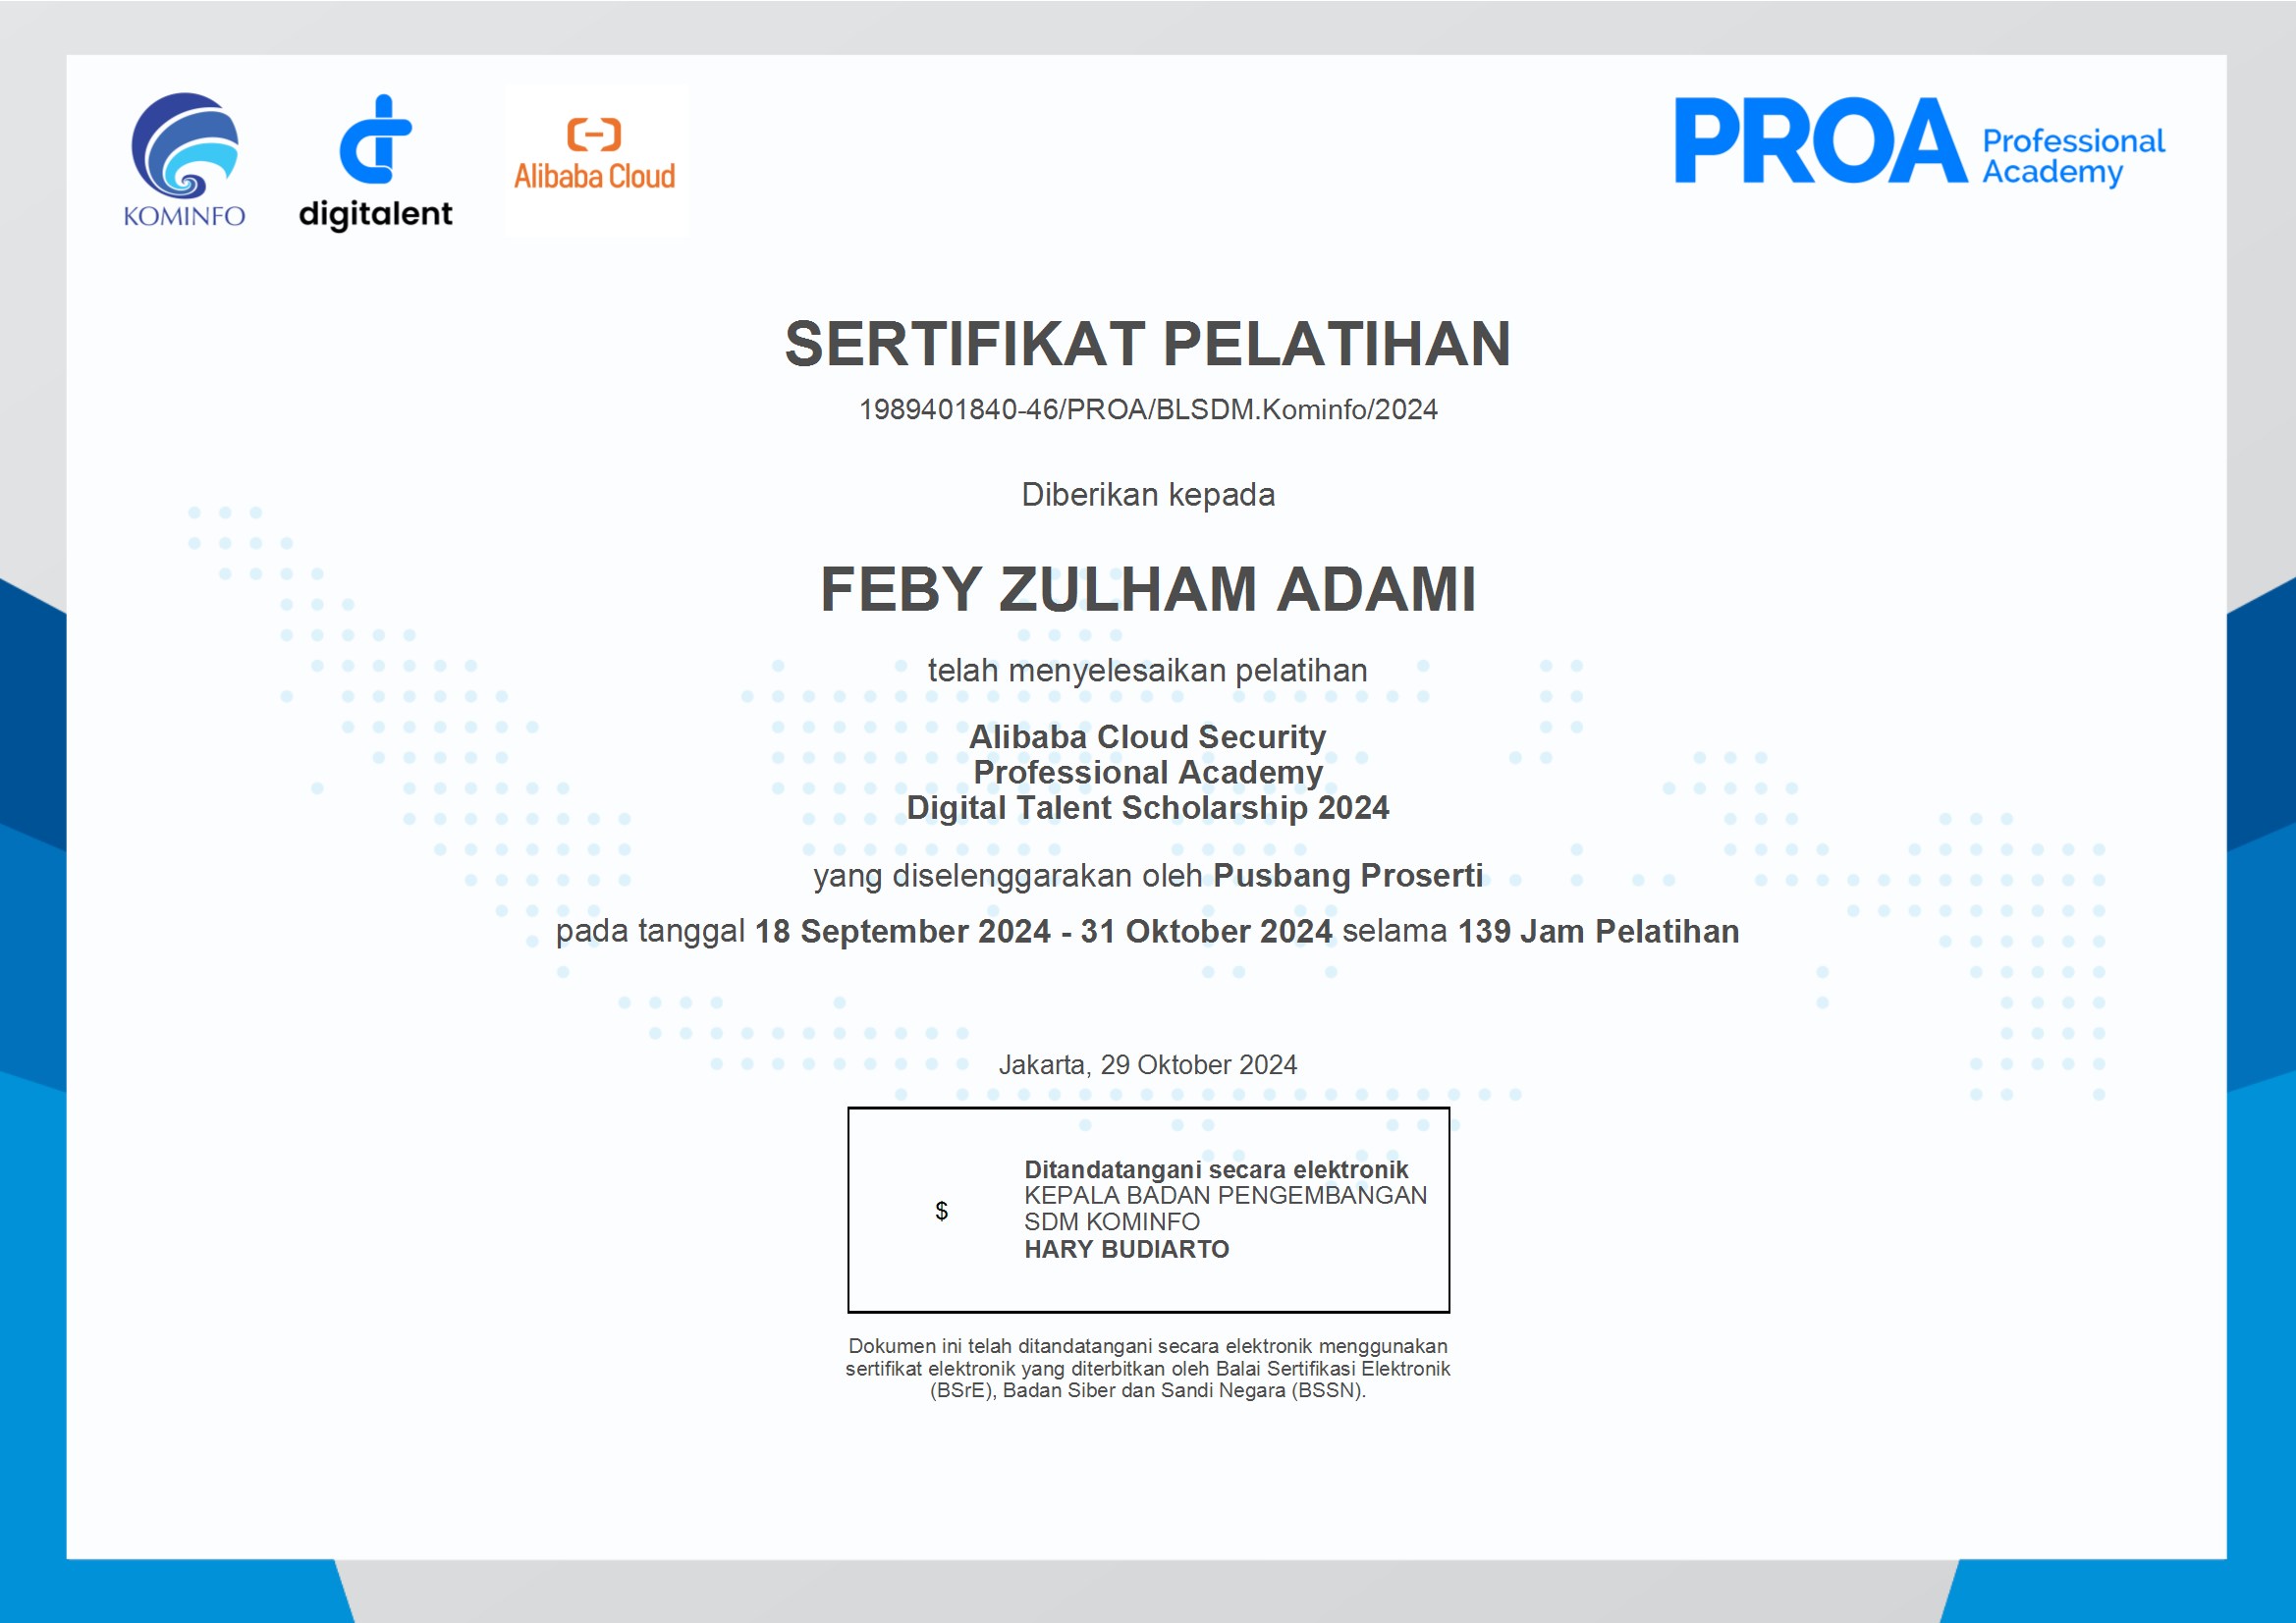 KOMINFO
digitalent
Alibaba Cloud
PROA Professional
Academy
SERTIFIKAT PELATIHAN
1989401840-46/PROA/BLSDM.Kominfo/2024
Diberikan kepada
FEBY ZULHAM ADAMI
telah menyelesaikan pelatihan
Alibaba Cloud Security
Professional Academy
Digital Talent Scholarship 2024
yang diselenggarakan oleh Pusbang Proserti
pada tanggal 18 September 2024 - 31 Oktober 2024 selama 139 Jam Pelatihan
Jakarta, 29 Oktober 2024
$
Ditandatangani secara elektronik
KEPALA BADAN PENGEMBANGAN
SDM KOMINFO
HARY BUDIARTO
Dokumen ini telah ditandatangani secara elektronik menggunakan
sertifikat elektronik yang diterbitkan oleh Balai Sertifikasi Elektronik
(BSrE), Badan Siber dan Sandi Negara (BSSN).